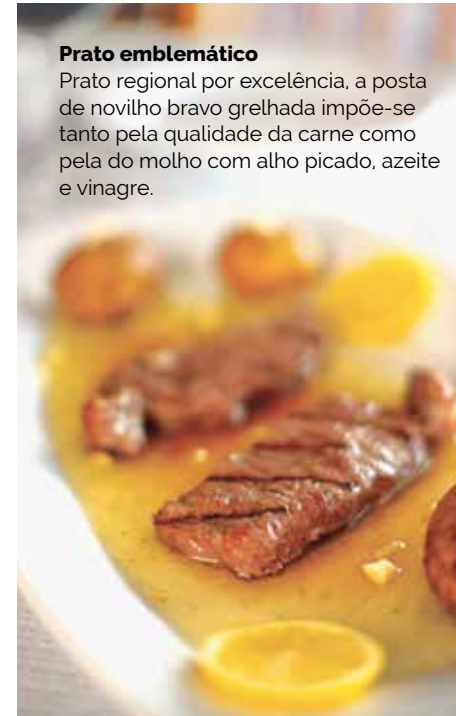 Prato emblemático
Prato regional por excelência, a posta
de novilho bravo grelhada impõe-se
tanto pela qualidade da carne como
pela do molho com alho picado, azeite
e vinagre.